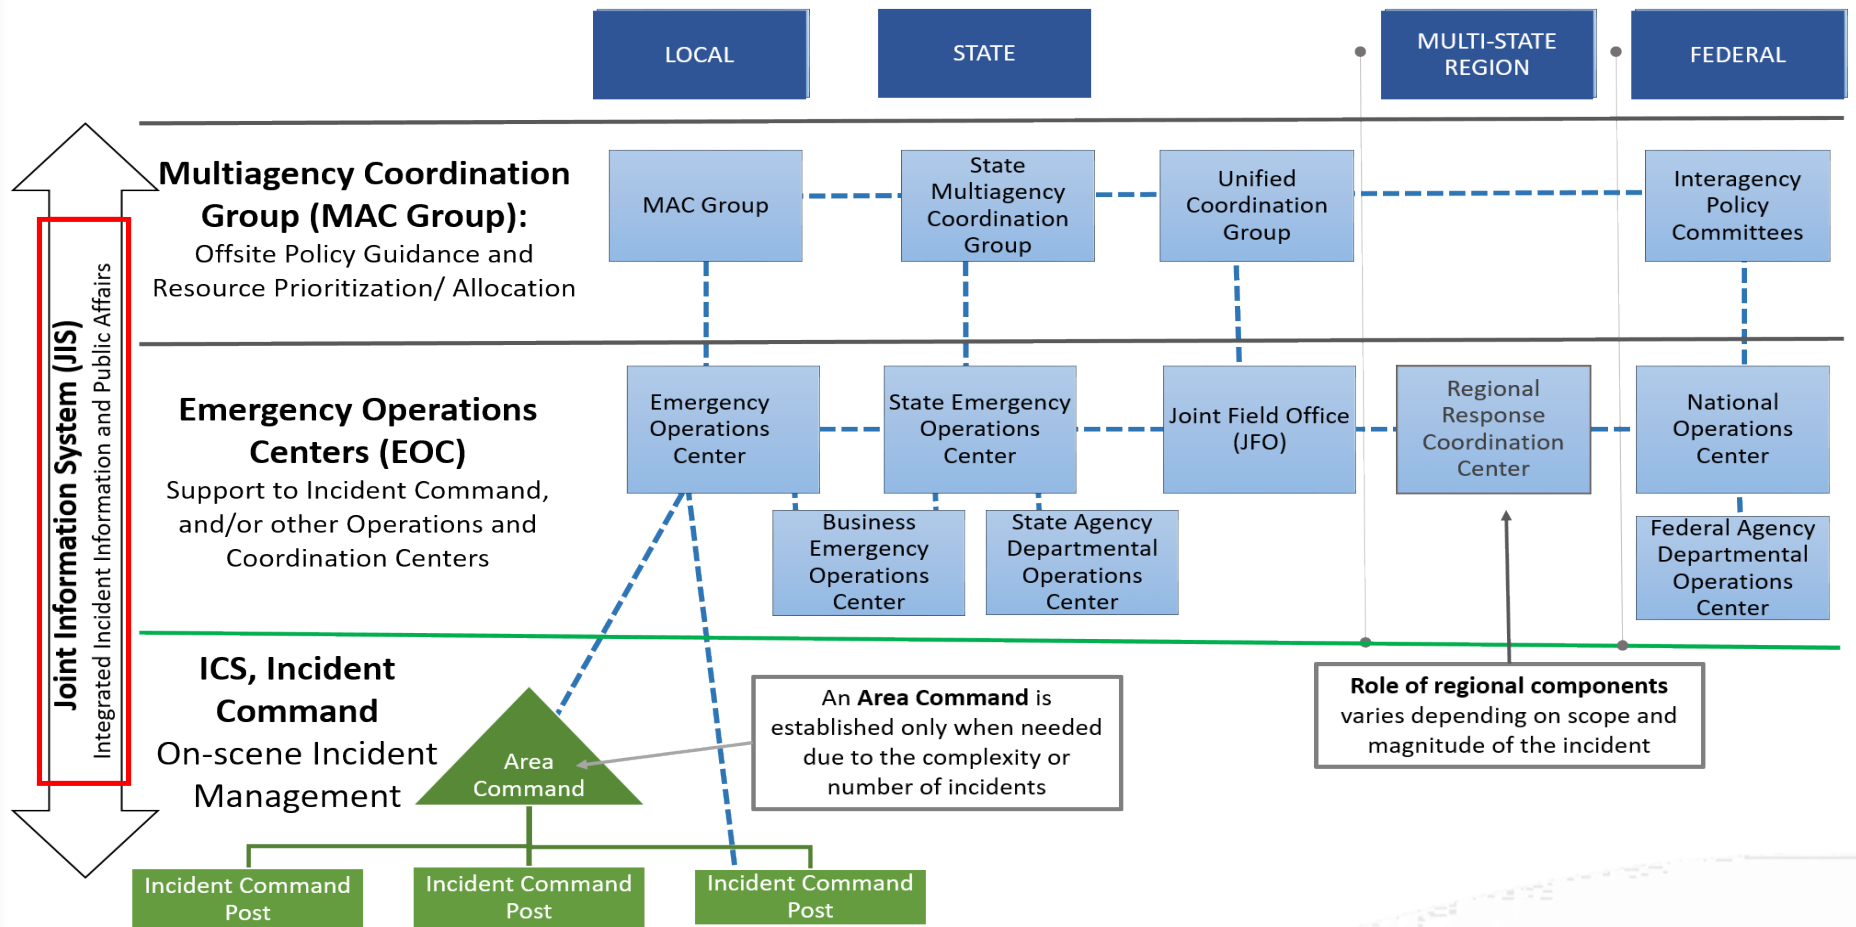 LOCAL
STATE
MULTI-STATE
REGION
FEDERAL
Joint Information System (JIS)
Integrated Incident Information and Public Affairs
Multiagency Coordination
Group (MAC Group):
Offsite Policy Guidance and
Resource Prioritization/ Allocation
MAC Group
State
Multiagency
Coordination
Group
Unified
Coordination
Group
Interagency
Policy
Committees
Emergency Operations
Centers (EOC)
Support to Incident Command,
and/or other Operations and
Coordination Centers
Emergency
Operations
Center
State Emergency
Operations
Center
Joint Field Office
(JFO)
Regional
Response
Coordination
Center
National
Operations
Center
Business
Emergency
Operations
Center
State Agency
Departmental
Operations
Center
Federal Agency
Departmental
Operations
Center
ICS, Incident
Command
On-scene Incident
Management
Area
Command
An Area Command is
established only when needed
due to the complexity or
number of incidents
Role of regional components
varies depending on scope and
magnitude of the incident
Incident Command
Post
Incident Command
Post
Incident Command
Post